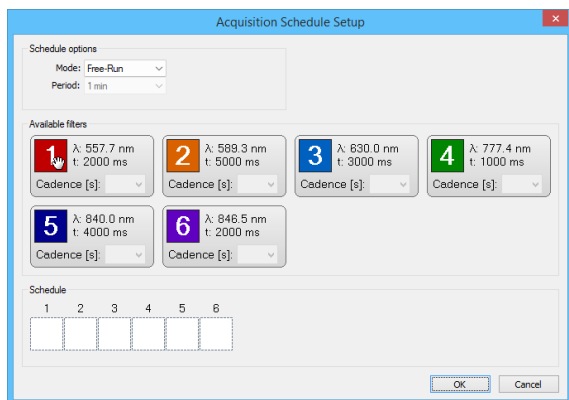 Acquisition Schedule Setup
Schedule options
Mode: Free-Run
Period: 1 min
Available filters
1 λ: 557.7 nm t: 2000 ms Cadence [s]:
2 λ: 589.3 nm t: 5000 ms Cadence [s]:
3 λ: 630.0 nm t: 3000 ms Cadence [s]:
4 λ: 777.4 nm t: 1000 ms Cadence [s]:
5 λ: 840.0 nm t: 4000 ms Cadence [s]:
6 λ: 846.5 nm t: 2000 ms Cadence [s]:
Schedule
1 2 3 4 5 6
OK Cancel